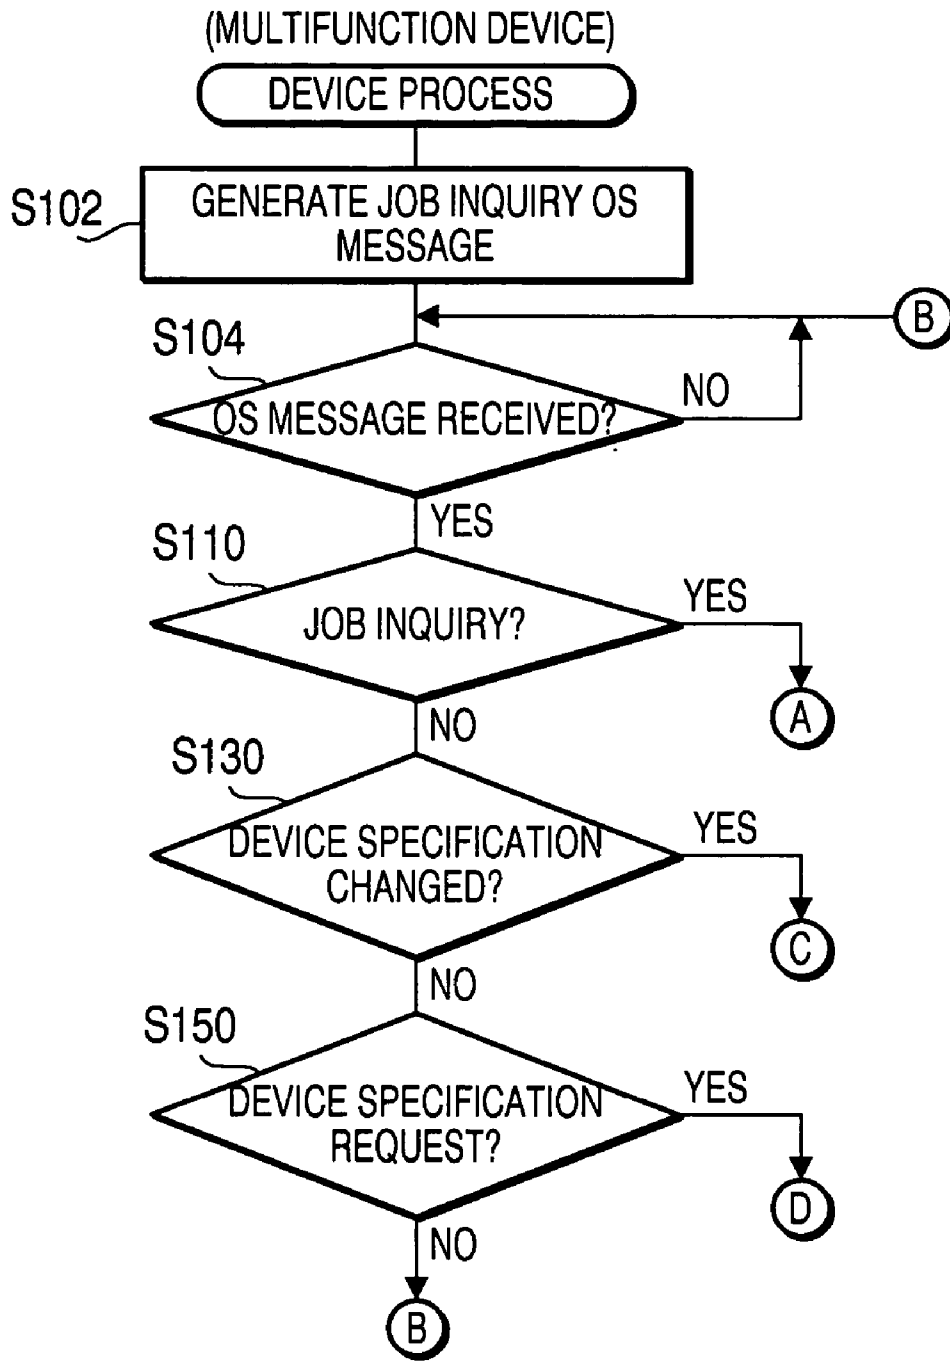 (MULTIFUNCTION DEVICE)
DEVICE PROCESS
S102
GENERATE JOB INQUIRY OS
MESSAGE
B
S104
OS MESSAGE RECEIVED?
NO
YES
S110
JOB INQUIRY?
YES
A
NO
S130
DEVICE SPECIFICATION
CHANGED?
YES
C
NO
S150
DEVICE SPECIFICATION
REQUEST?
YES
D
NO
B